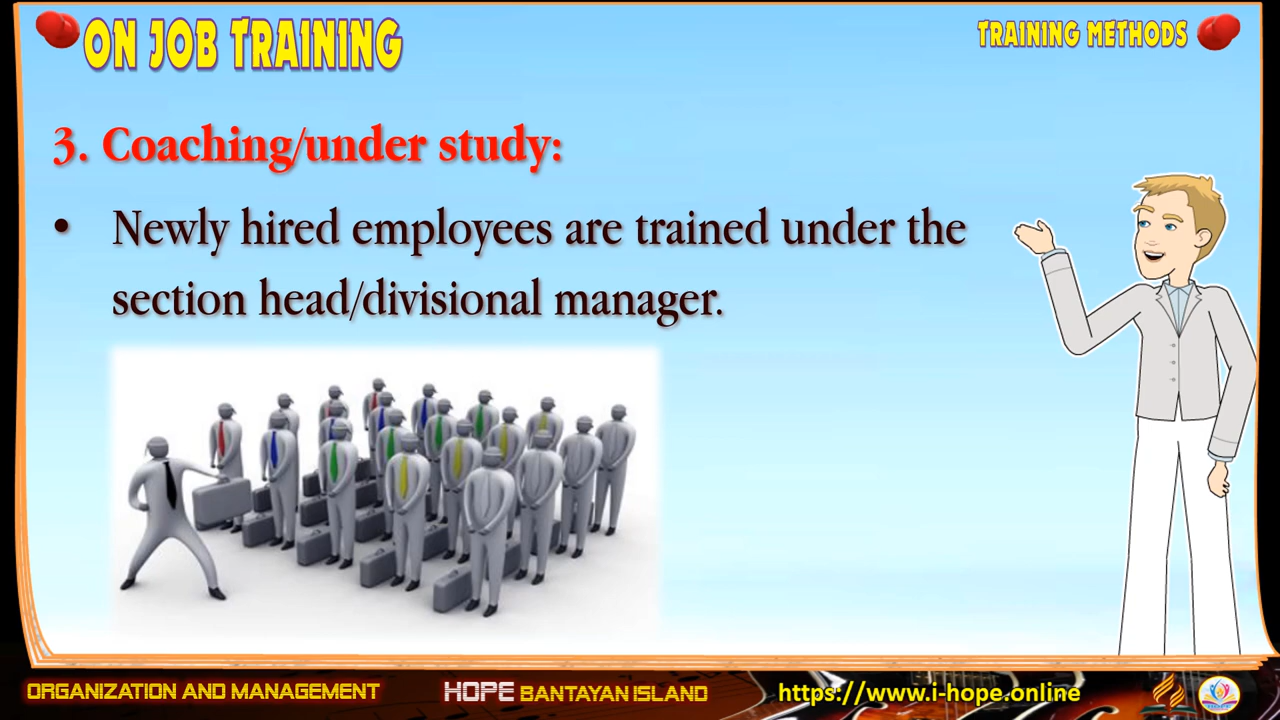 ON JOB TRAINING
TRAINING METHODS
3. Coaching/under study:
• Newly hired employees are trained under the
section head/divisional manager.
ORGANIZATION AND MANAGEMENT
HOPE BANTAYAN ISLAND
https://www.i-hope.online